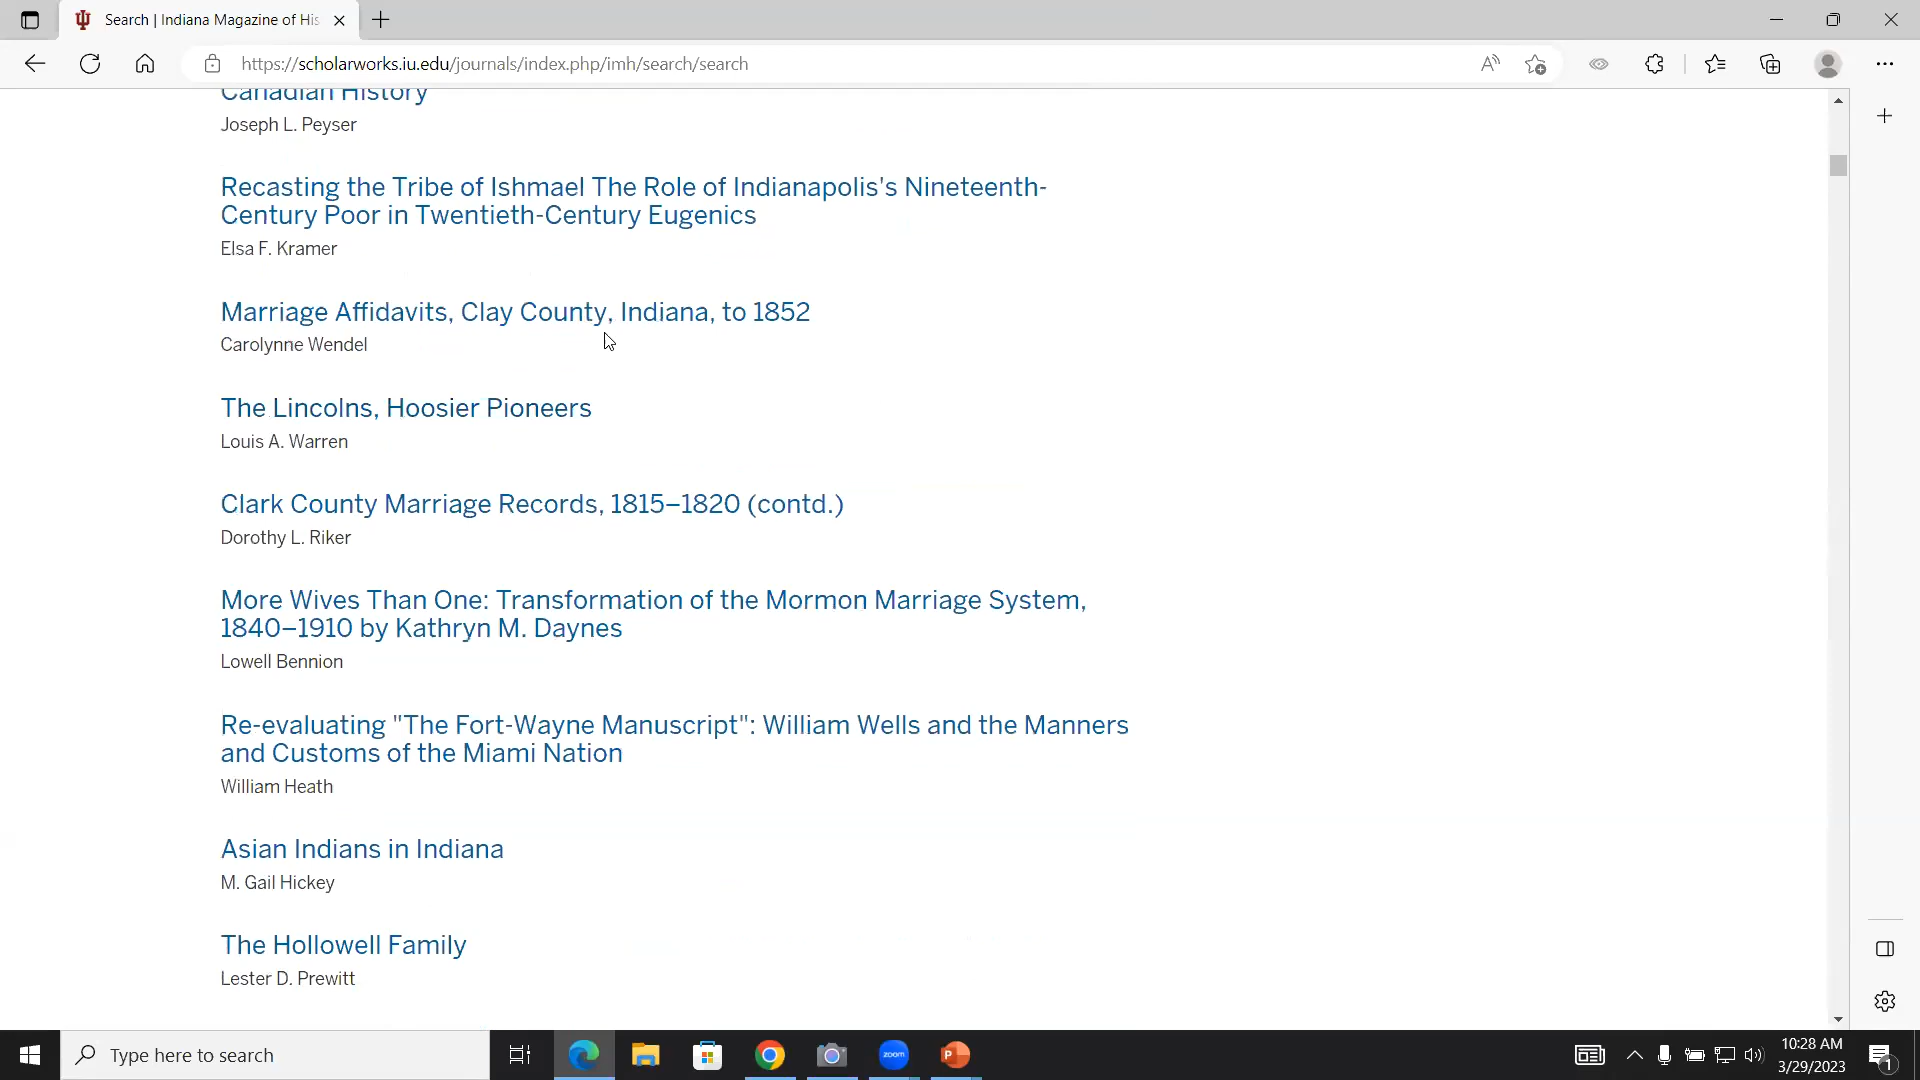 Search | Indiana Magazine of His
https://scholarworks.iu.edu/journals/index.php/imh/search/search
Canadian History
Joseph L. Peyser
Recasting the Tribe of Ishmael The Role of Indianapolis's Nineteenth-
Century Poor in Twentieth-Century Eugenics
Elsa F. Kramer
Marriage Affidavits, Clay County, Indiana, to 1852
Carolynne Wendel
The Lincolns, Hoosier Pioneers
Louis A. Warren
Clark County Marriage Records, 1815–1820 (contd.)
Dorothy L. Riker
More Wives Than One: Transformation of the Mormon Marriage System,
1840–1910 by Kathryn M. Daynes
Lowell Bennion
Re-evaluating "The Fort-Wayne Manuscript": William Wells and the Manners
and Customs of the Miami Nation
William Heath
Asian Indians in Indiana
M. Gail Hickey
The Hollowell Family
Lester D. Prewitt
Type here to search
zoom
P
10:28 AM
3/29/2023
1